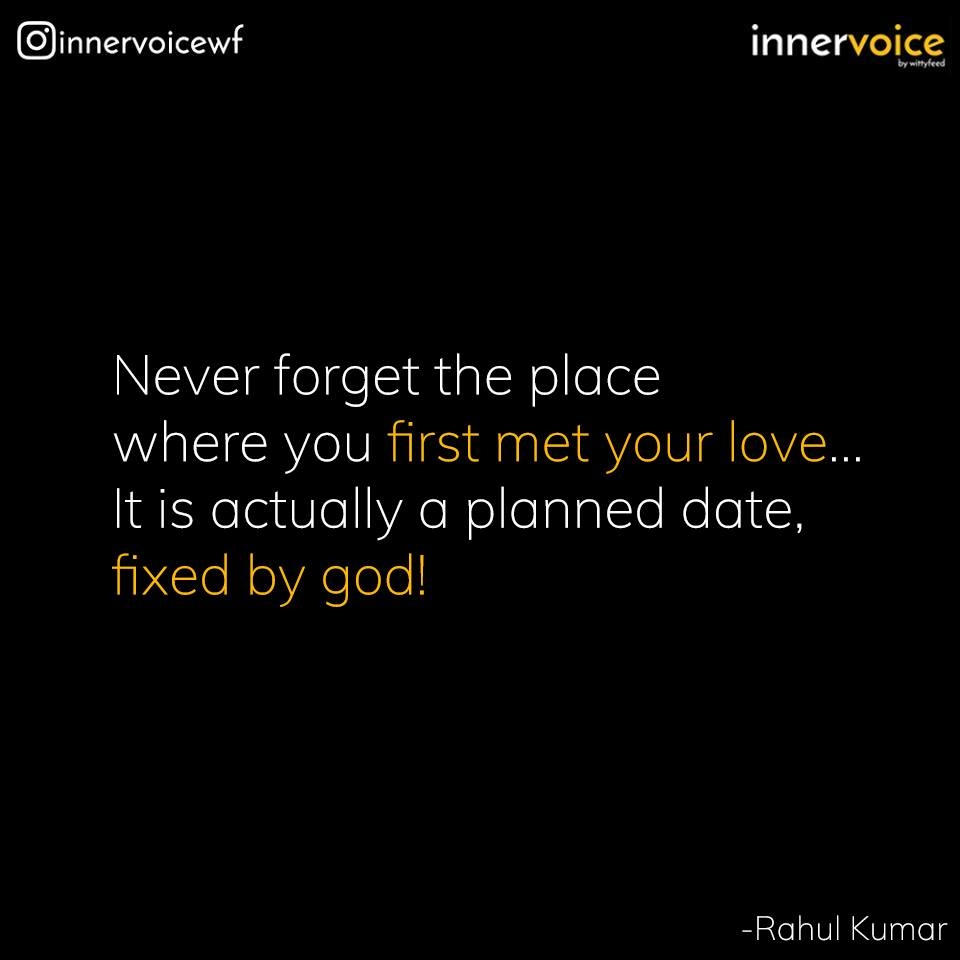 innervoicewf
innervoice
by wittyfeed
Never forget the place
where you first met your love...
It is actually a planned date,
fixed by god!
-Rahul Kumar